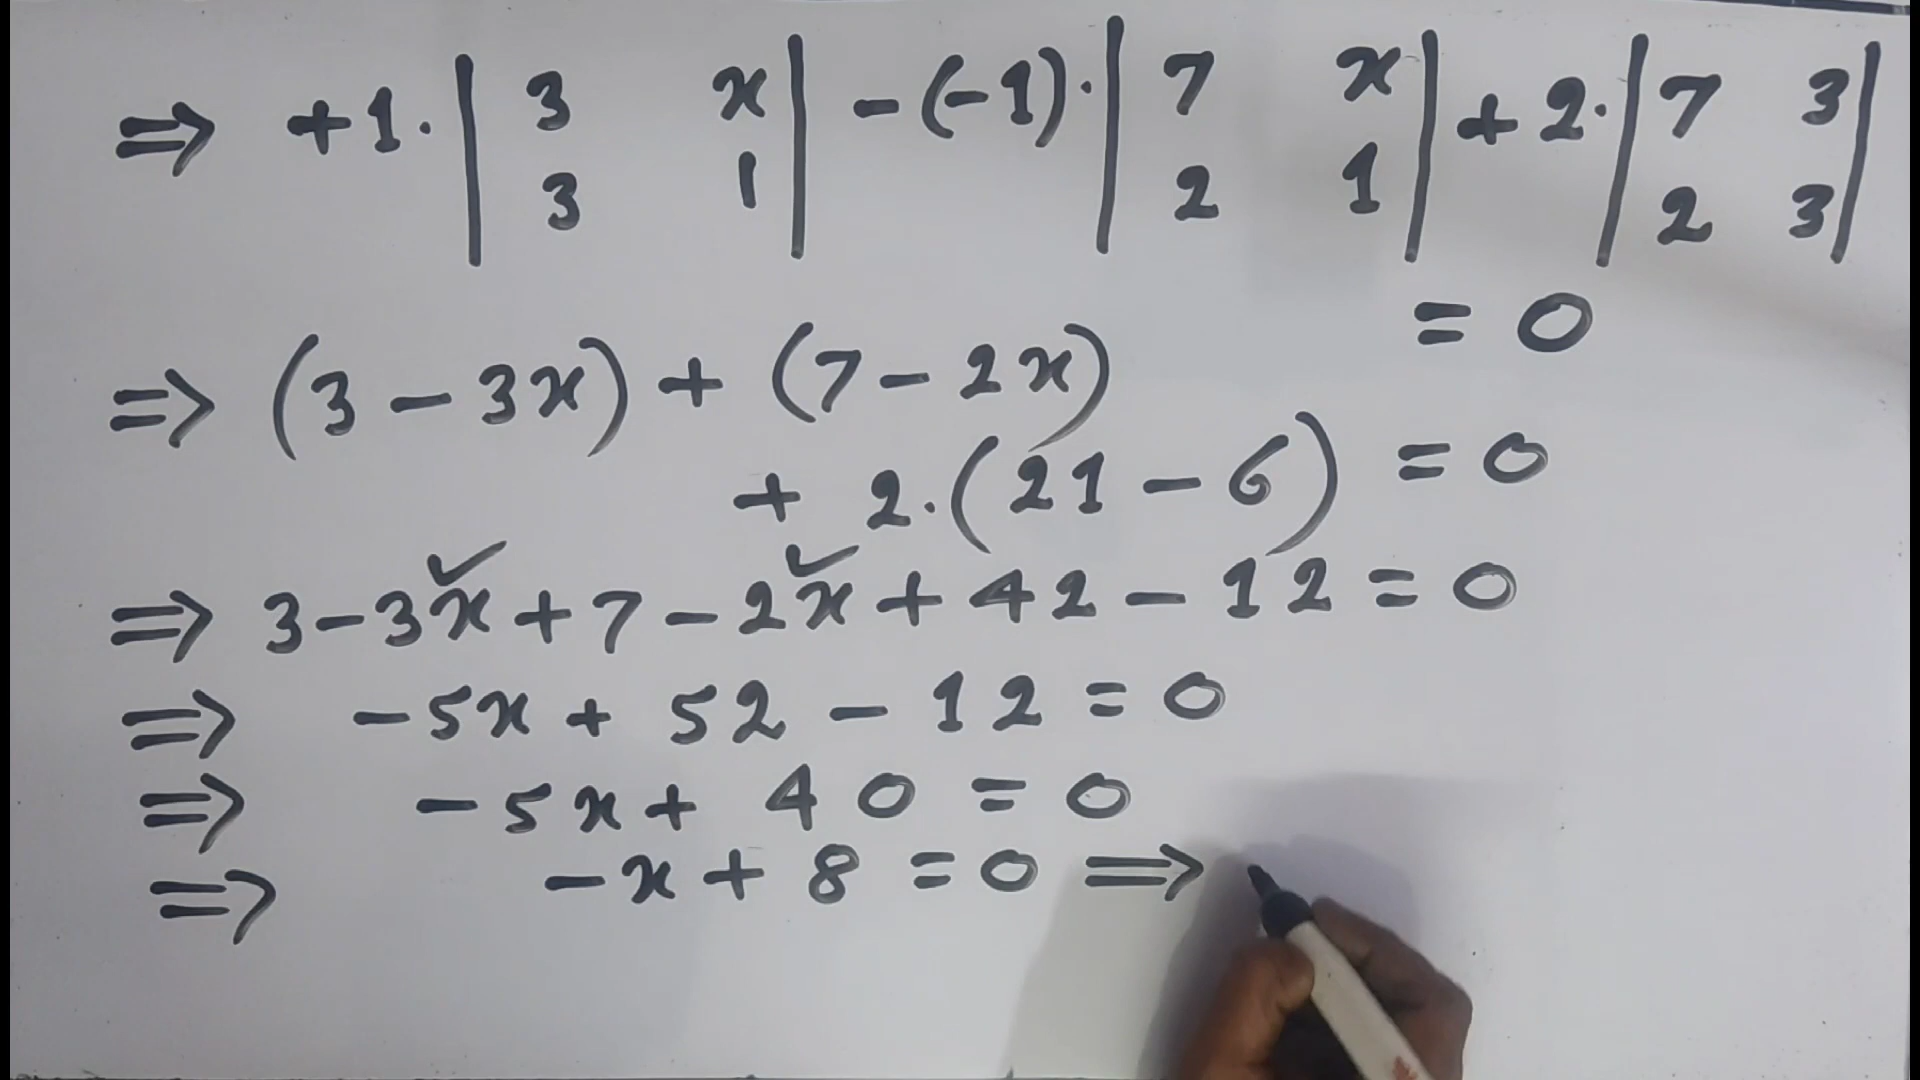 ⇒ +1·| 3 x | -(-1)·| 7 x | + 2·| 7 3 |
| 3 1 | | 2 1 | | 2 3 |
= 0
⇒ (3 - 3x) + (7 - 2x)
+ 2·(21 - 6) = 0
⇒ 3 - 3x + 7 - 2x + 42 - 12 = 0
⇒ -5x + 52 - 12 = 0
⇒ -5x + 40 = 0
⇒ -x + 8 = 0 ⇒